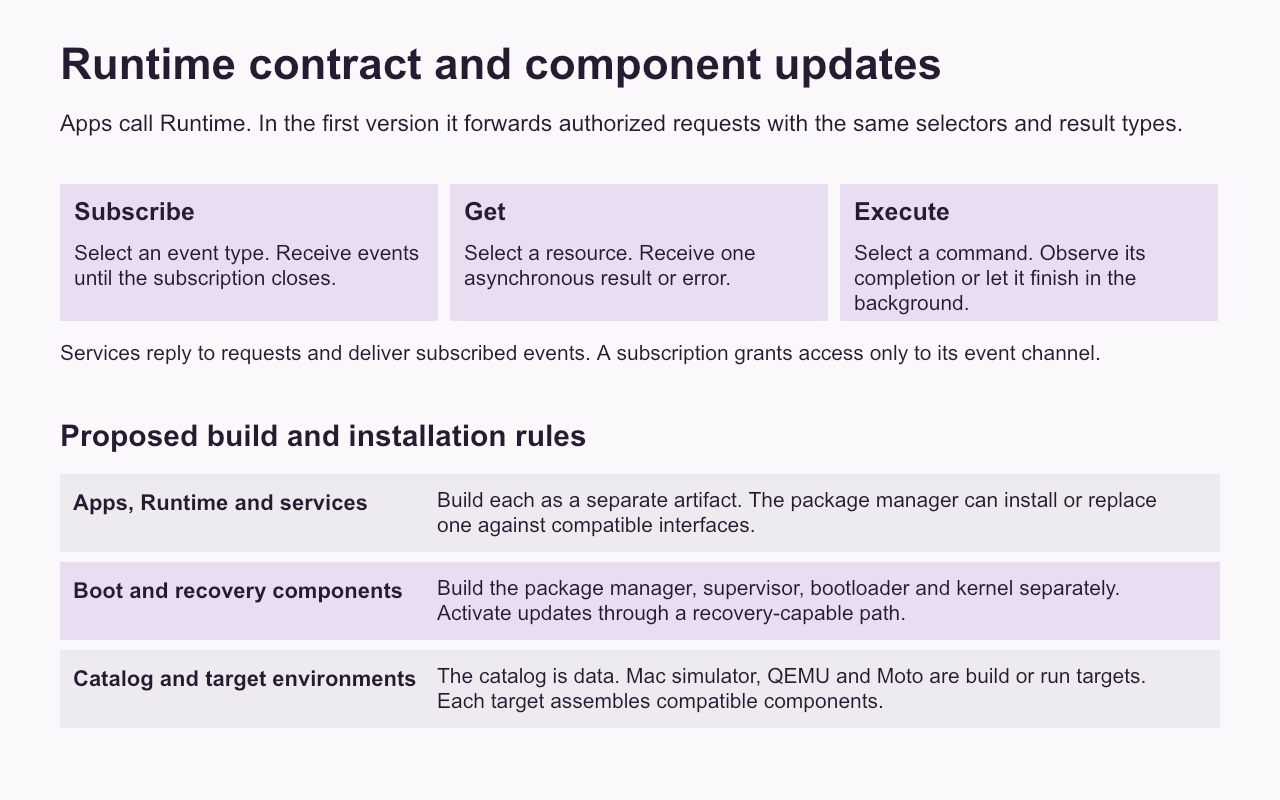 Runtime contract and component updates
Apps call Runtime. In the first version it forwards authorized requests with the same selectors and result types.
Subscribe
Select an event type. Receive events
until the subscription closes.
Get
Select a resource. Receive one
asynchronous result or error.
Execute
Select a command. Observe its
completion or let it finish in the
background.
Services reply to requests and deliver subscribed events. A subscription grants access only to its event channel.
Proposed build and installation rules
Apps, Runtime and services
Build each as a separate artifact. The package manager can install or replace
one against compatible interfaces.
Boot and recovery components
Build the package manager, supervisor, bootloader and kernel separately.
Activate updates through a recovery-capable path.
Catalog and target environments
The catalog is data. Mac simulator, QEMU and Moto are build or run targets.
Each target assembles compatible components.